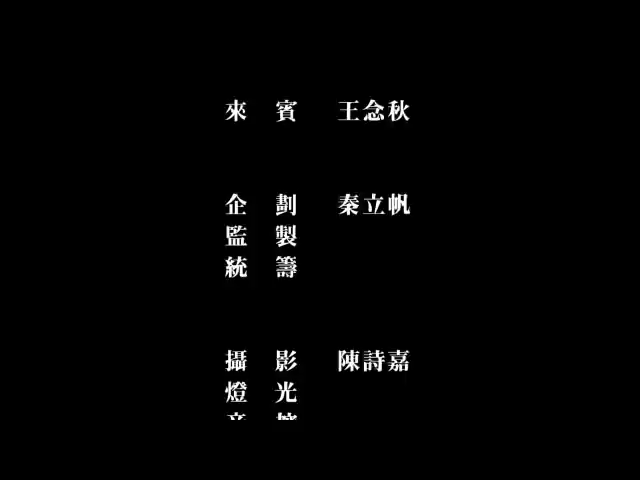 來 賓 王念秋
企 劃 秦立帆
監 製
統 籌
攝 影 陳詩嘉
燈 光